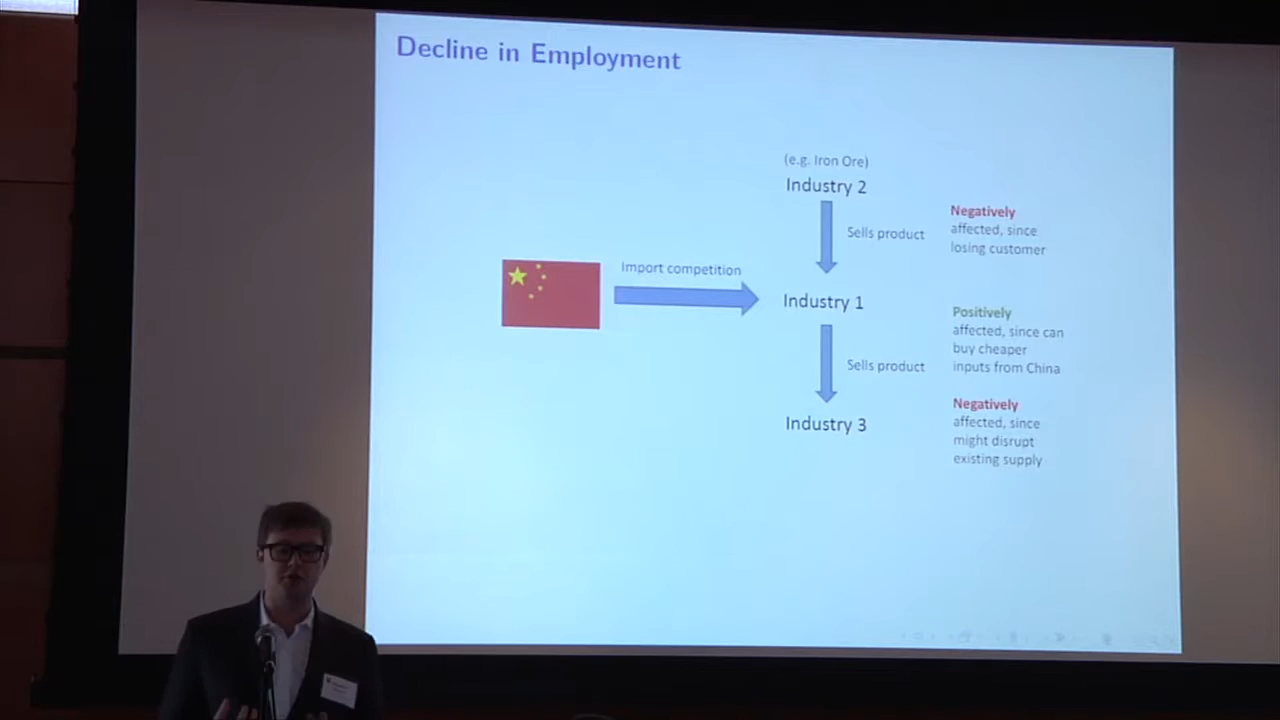 Decline in Employment
(e.g. Iron Ore)
Industry 2
Sells product
Negatively
affected, since
losing customer
Import competition
Industry 1
Positively
affected, since can
buy cheaper
inputs from China
Sells product
Negatively
affected, since
might disrupt
existing supply
Industry 3